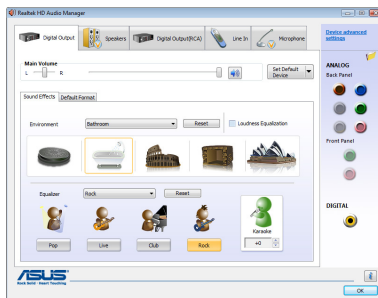 Realtek HD Audio Manager
Digital Output
Speakers
Digital Output(RCA)
Line In
Microphone
Device advanced
settings
Main Volume
L
R
Set Default
Device
ANALOG
Back Panel
Sound Effects
Default Format
Environment
Bathroom
Reset
Loudness Equalization
Front Panel
Equalizer
Rock
Reset
Karaoke
Pop
Live
Club
Rock
+0
DIGITAL
ASUS
Rock Solid · Heart Touching
OK